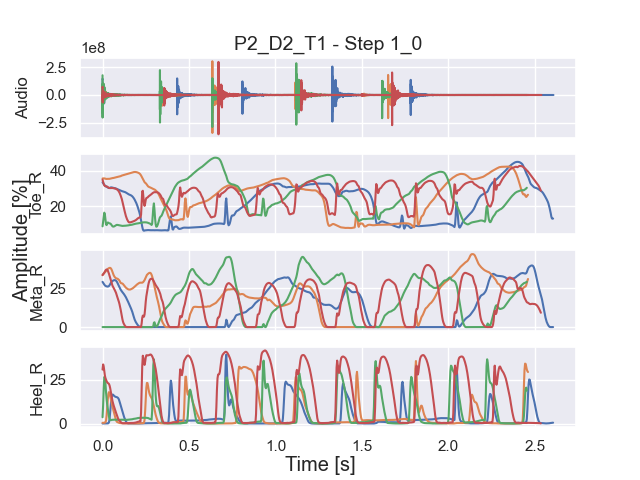 P2_D2_T1 - Step 1_0
1e8
2.5
0.0
−2.5
Audio
40
20
Toe_R
Amplitude [%]
25
0
Meta_R
25
0
Heel_R
0.0 0.5 1.0 1.5 2.0 2.5
Time [s]